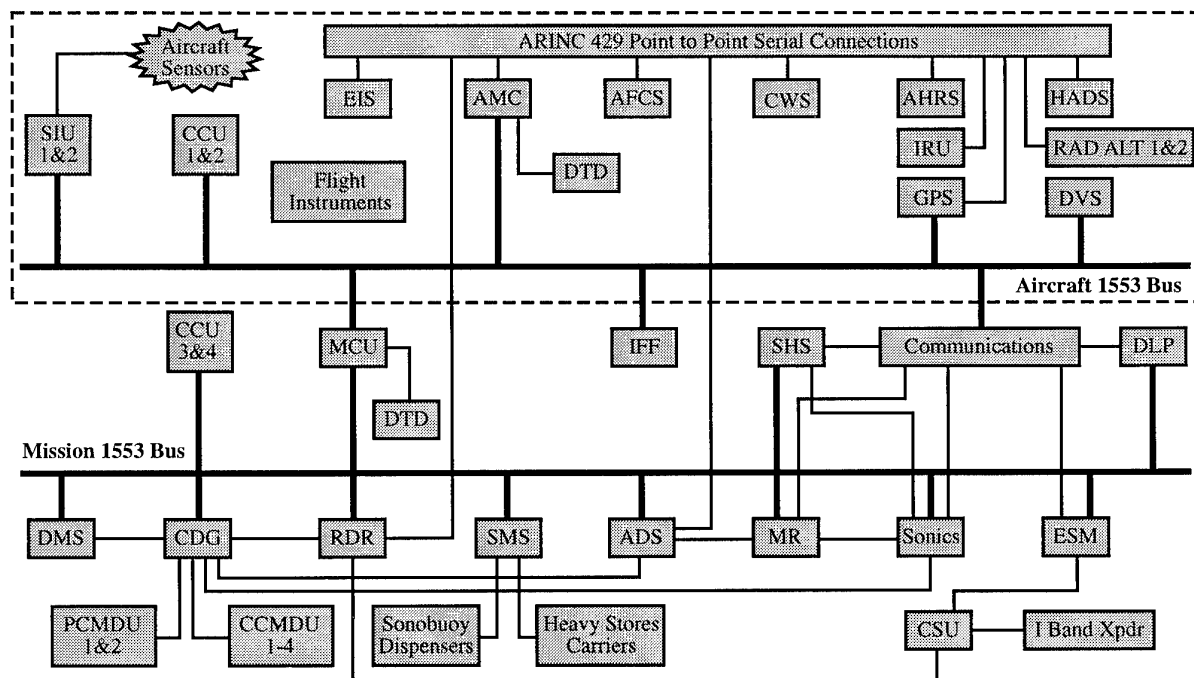 Aircraft
Sensors
ARINC 429 Point to Point Serial Connections
EIS
AMC
AFCS
CWS
AHRS
HADS
SIU
1&2
CCU
1&2
IRU
RAD ALT 1&2
Flight
Instruments
DTD
GPS
DVS
Aircraft 1553 Bus
CCU
3&4
MCU
IFF
SHS
Communications
DLP
DTD
Mission 1553 Bus
DMS
CDG
RDR
SMS
ADS
MR
Sonics
ESM
PCMDU
1&2
CCMDU
1-4
Sonobuoy
Dispensers
Heavy Stores
Carriers
CSU
I Band Xpdr